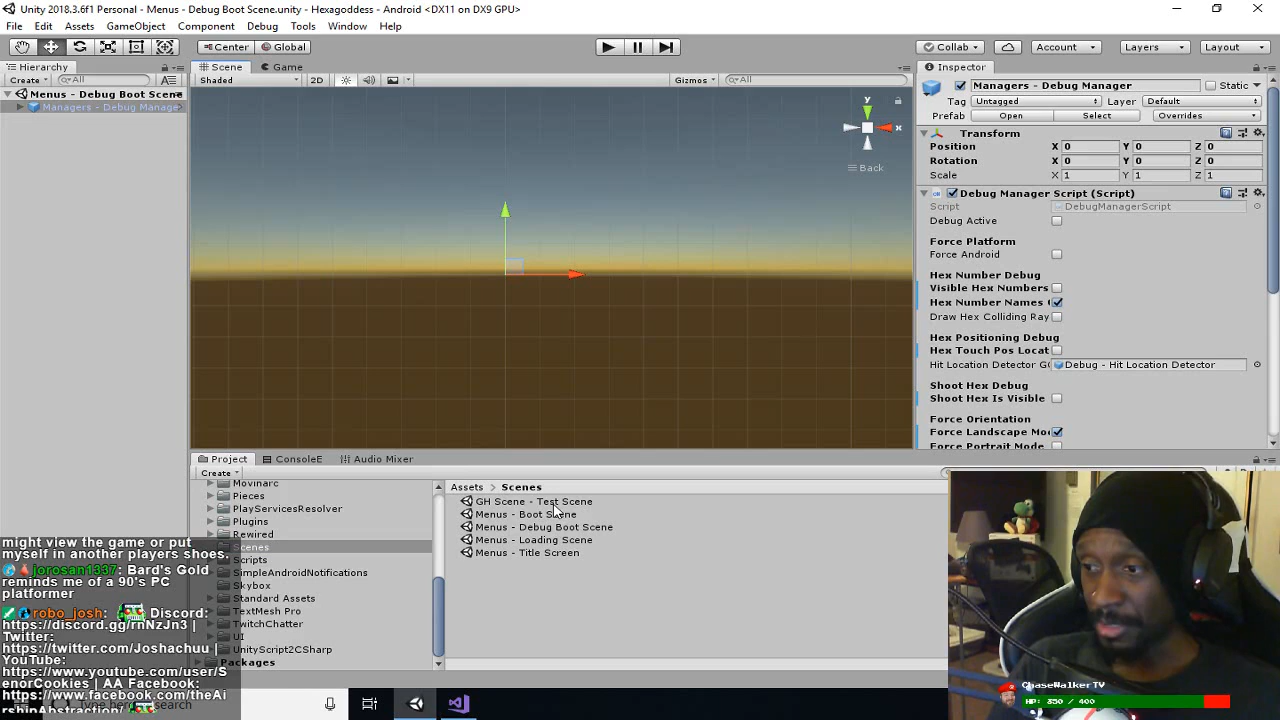 Unity 2018.3.6f1 Personal - Menus - Debug Boot Scene.unity - Hexagoddess - Android <DX11 on DX9 GPU>
File Edit Assets GameObject Component Debug Tools Window Help
Center Global Collab Account Layers Layout
Hierarchy Scene Game Inspector
Create All Shaded 2D Gizmos All
Managers - Debug Manager Static
Menus - Debug Boot Scene
Managers - Debug Manage
Tag Untagged Layer Default
Prefab Open Select Overrides
Transform
Position X 0 Y 0 Z 0
Rotation X 0 Y 0 Z 0
Scale X 1 Y 1 Z 1
y
x
Back
Debug Manager Script (Script)
Script DebugManagerScript
Debug Active
Force Platform
Force Android
Hex Number Debug
Visible Hex Numbers
Hex Number Names
Draw Hex Colliding Ray
Hex Positioning Debug
Hex Touch Pos Locat
Hit Location Detector G Debug - Hit Location Detector
Shoot Hex Debug
Shoot Hex Is Visible
Force Orientation
Force Landscape Mo
Force Portrait Mode
Project ConsoleE Audio Mixer
Create
Assets > Scenes
Movinarc
Pieces
PlayServicesResolver
Plugins
Rewired
Scenes
Scripts
SimpleAndroidNotifications
Skybox
Standard Assets
TextMesh Pro
TwitchChatter
UI
UnityScript2CSharp
Packages
GH Scene - Test Scene
Menus - Boot Scene
Menus - Debug Boot Scene
Menus - Loading Scene
Menus - Title Screen
might view the game or put
myself in another players shoes.
jorosan1337: Bard's Gold
reminds me of a 90's PC
platformer
robo_josh: Discord:
https://discord.gg/rnNzJn3 |
Twitter:
https://twitter.com/Joshachuu |
YouTube:
https://www.youtube.com/user/S
enorCookies | AA Facebook:
https://www.facebook.com/theAi
rshipAbstraction/
search
ChaseWalkerTV
HP: 350 / 400